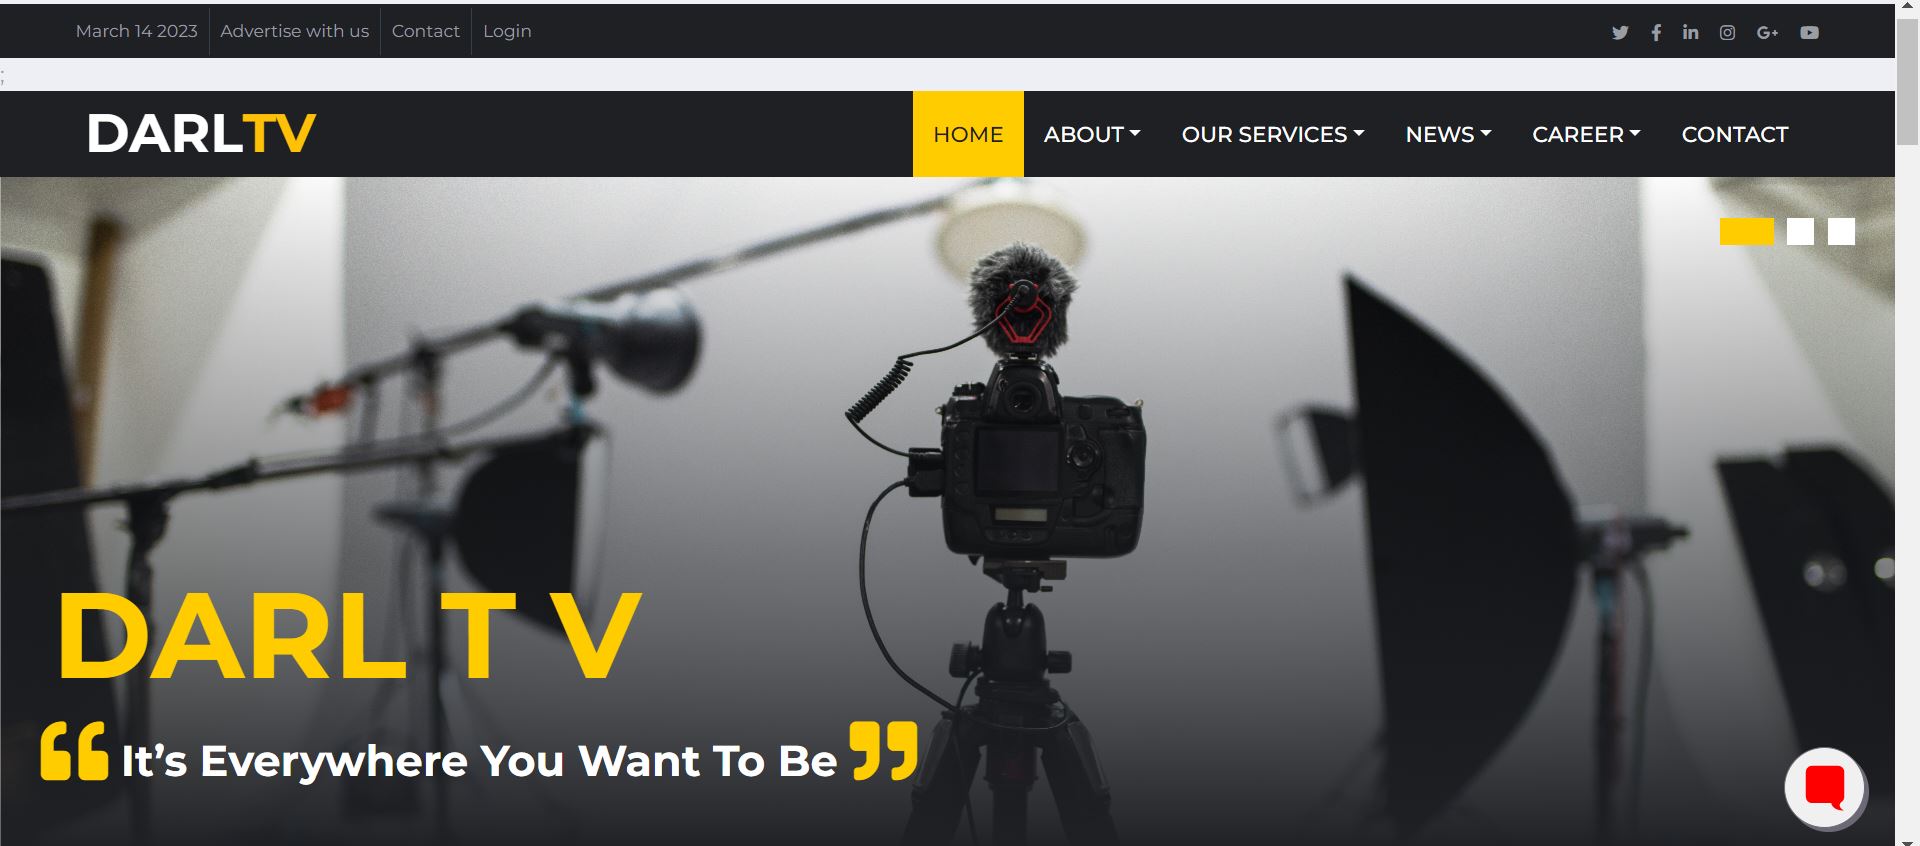 March 14 2023 Advertise with us Contact Login
;
DARLTV HOME ABOUT OUR SERVICES NEWS CAREER CONTACT
DARL T V
“ It’s Everywhere You Want To Be ”